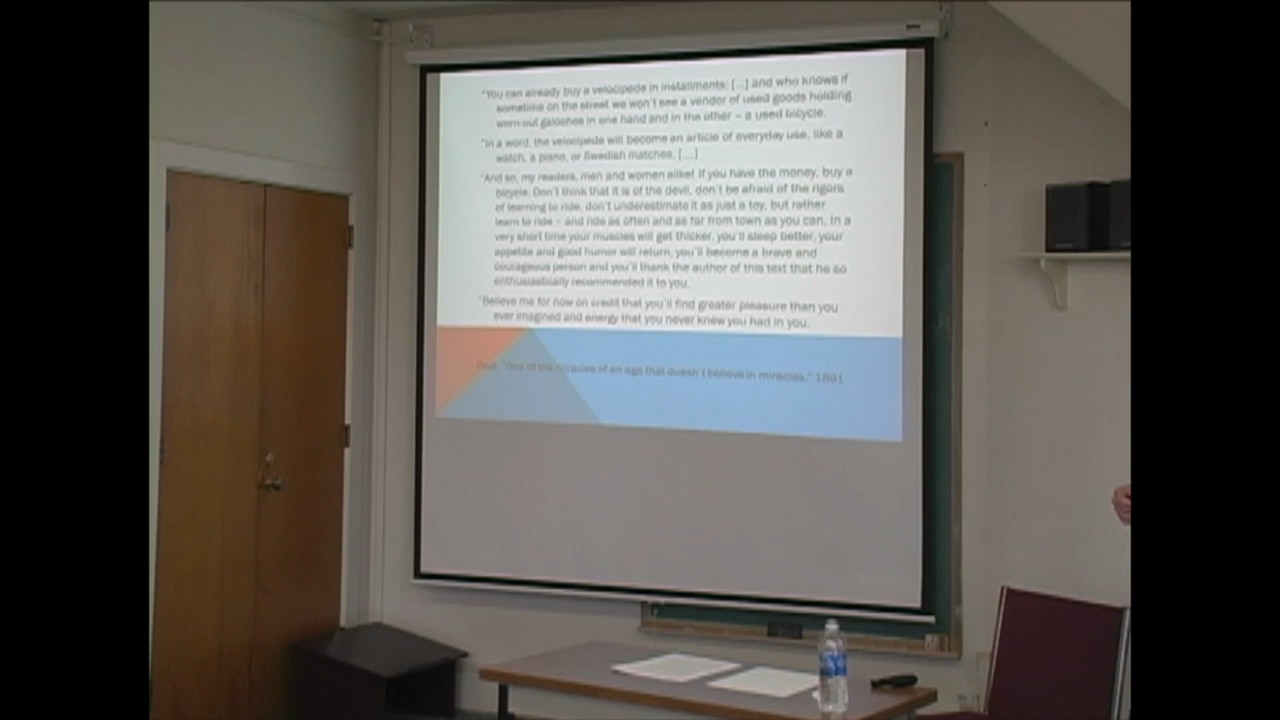 "You can already buy a velocipede in installments; [...] and who knows if
sometime on the street we won't see a vendor of used goods holding
worn-out galoshes in one hand and in the other – a used bicycle.
"In a word, the velocipede will become an article of everyday use, like a
watch, a piano, or Swedish matches. [...]
"And so, my readers, men and women alike! If you have the money, buy a
bicycle. Don't think that it is of the devil, don't be afraid of the rigors
of learning to ride, don't underestimate it as just a toy, but rather
learn to ride – and ride as often and as far from town as you can. In a
very short time your muscles will get thicker, you'll sleep better, your
appetite and good humor will return, you'll become a brave and
courageous person and you'll thank the author of this text that he so
enthusiastically recommended it to you.
"Believe me for now on credit that you'll find greater pleasure than you
ever imagined and energy that you never knew you had in you.
"One of the miracles of an age that doesn't believe in miracles." 1891